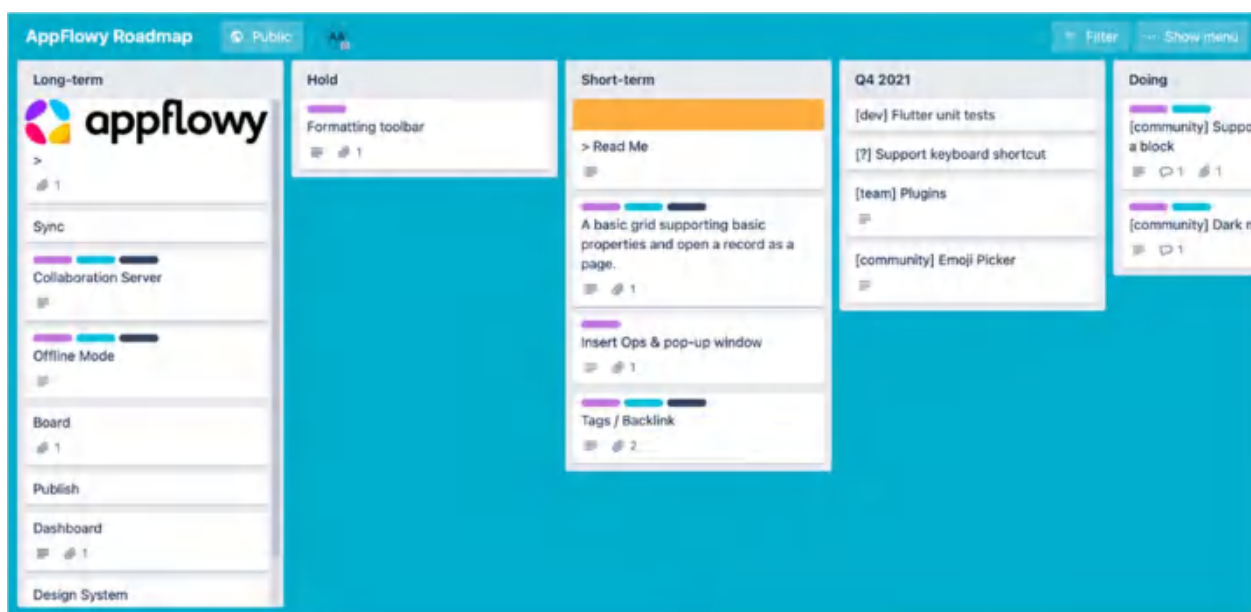 AppFlowy Roadmap
Public
Filter
Show menu
Long-term
appflowy
>
1
Sync
Collaboration Server
Offline Mode
Board
1
Publish
Dashboard
1
Design System
Hold
Formatting toolbar
1
Short-term
> Read Me
A basic grid supporting basic
properties and open a record as a
page.
1
Insert Ops & pop-up window
1
Tags / Backlink
2
Q4 2021
[dev] Flutter unit tests
[?] Support keyboard shortcut
[team] Plugins
[community] Emoji Picker
Doing
[community] Suppo
a block
1 1
[community] Dark
1